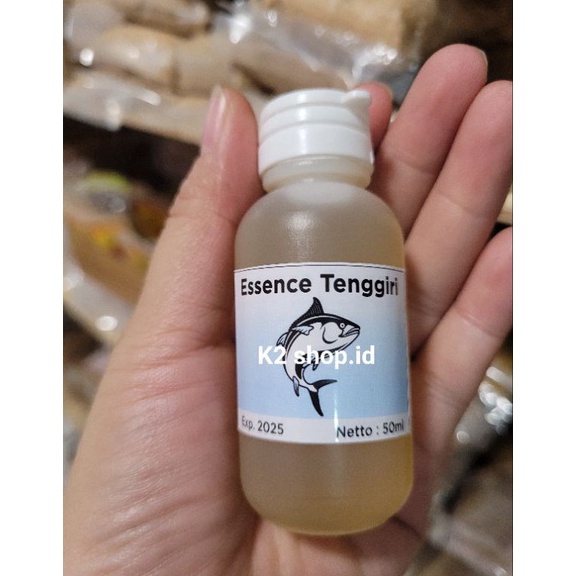 Essence Tenggiri
K2 shop.id
Exp. 2025
Netto : 50ml